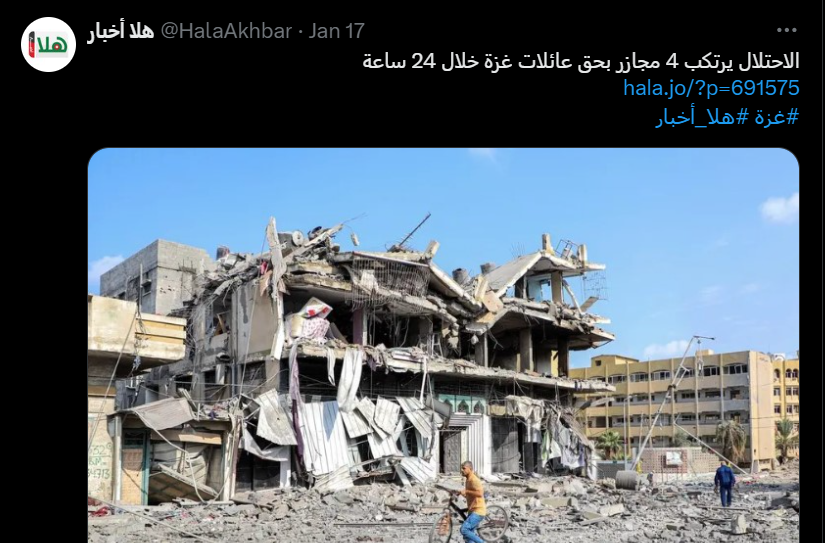 هلا أخبار @HalaAkhbar · Jan 17
الاحتلال يرتكب 4 مجازر بحق عائلات غزة خلال 24 ساعة
hala.jo/?p=691575
#غزة #هلا_أخبار
هلا